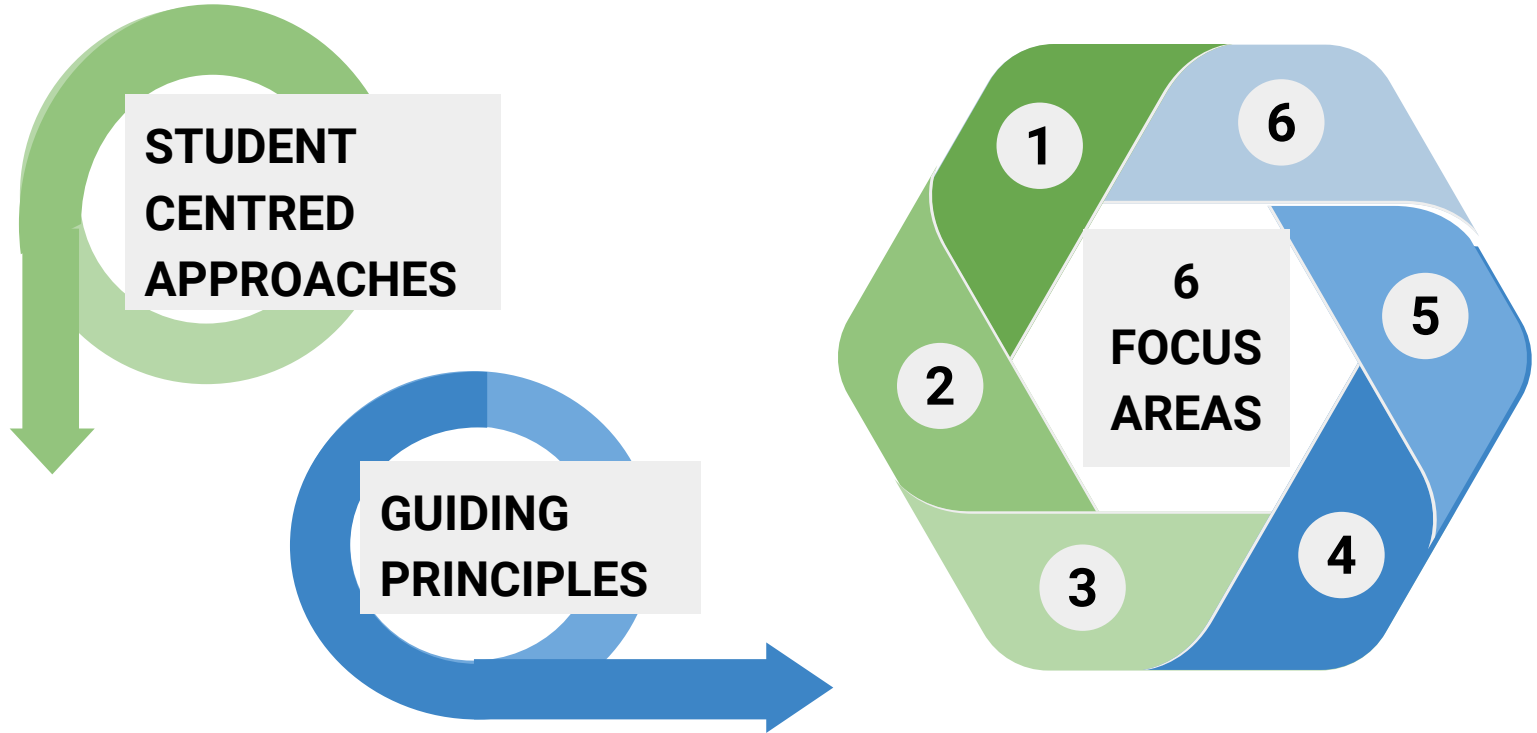 STUDENT
CENTRED
APPROACHES
GUIDING
PRINCIPLES
1
6
2
5
3
4
6
FOCUS
AREAS